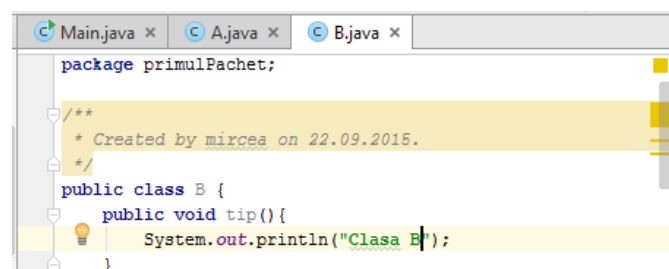 Main.java × A.java × B.java ×
package primulPachet;
/**
* Created by mircea on 22.09.2015.
*/
public class B {
public void tip(){
System.out.println("Clasa B");
}